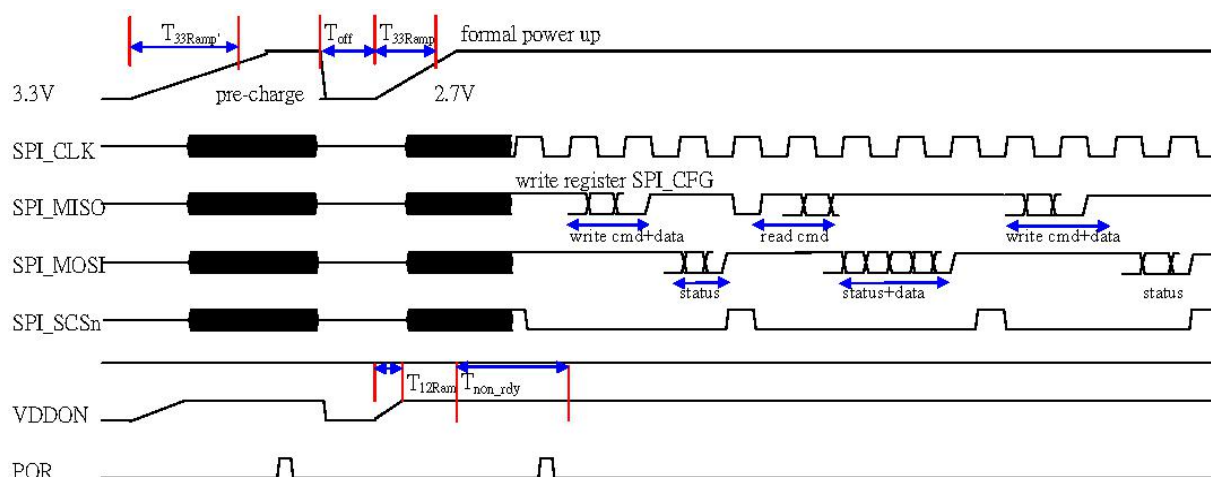 T33Ramp' Toff T33Ramp formal power up
3.3V pre-charge 2.7V
SPI_CLK
write register SPI_CFG
SPI_MISO
write cmd+data read cmd write cmd+data
SPI_MOSI
status status+data status
SPI_SCSn
T12Ram Tnon_rdy
VDDON
POR